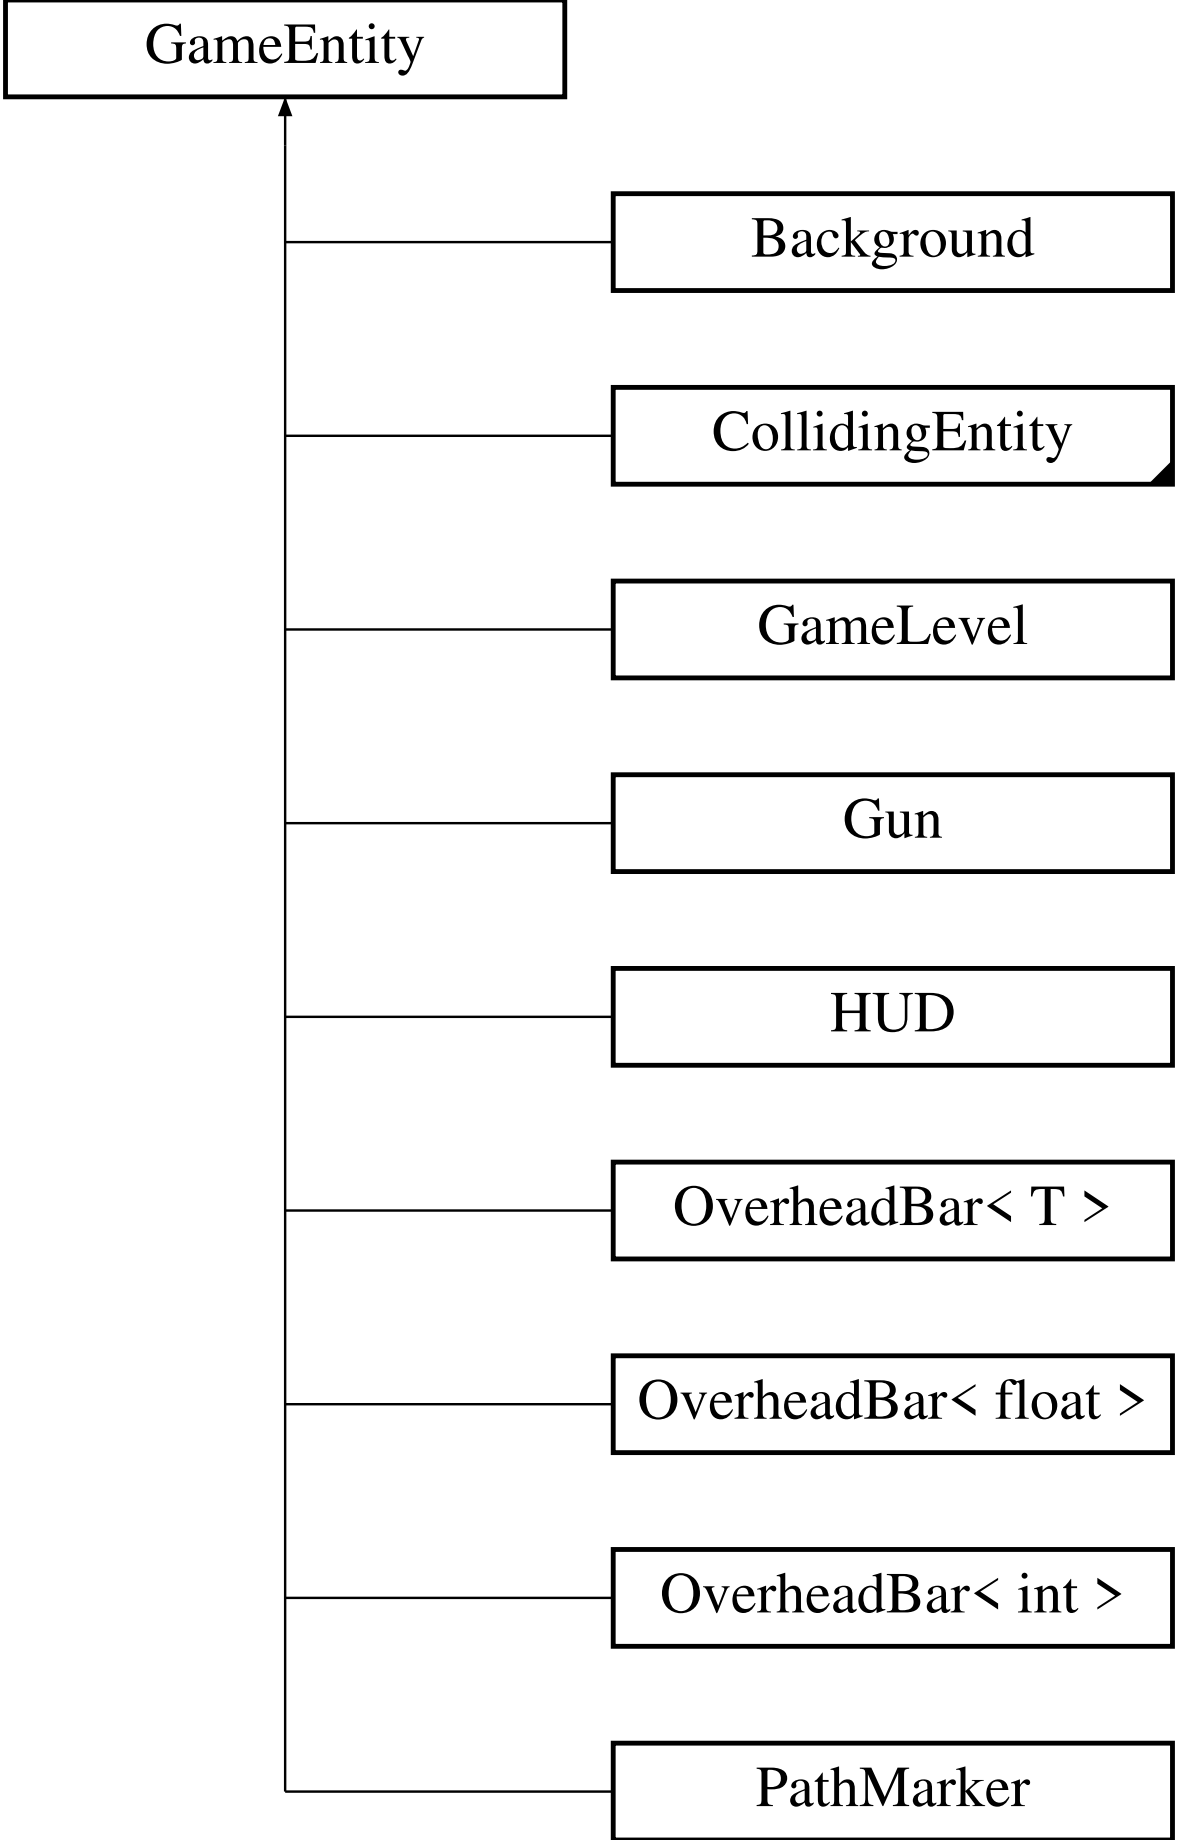 GameEntity
Background
CollidingEntity
GameLevel
Gun
HUD
OverheadBar< T >
OverheadBar< float >
OverheadBar< int >
PathMarker